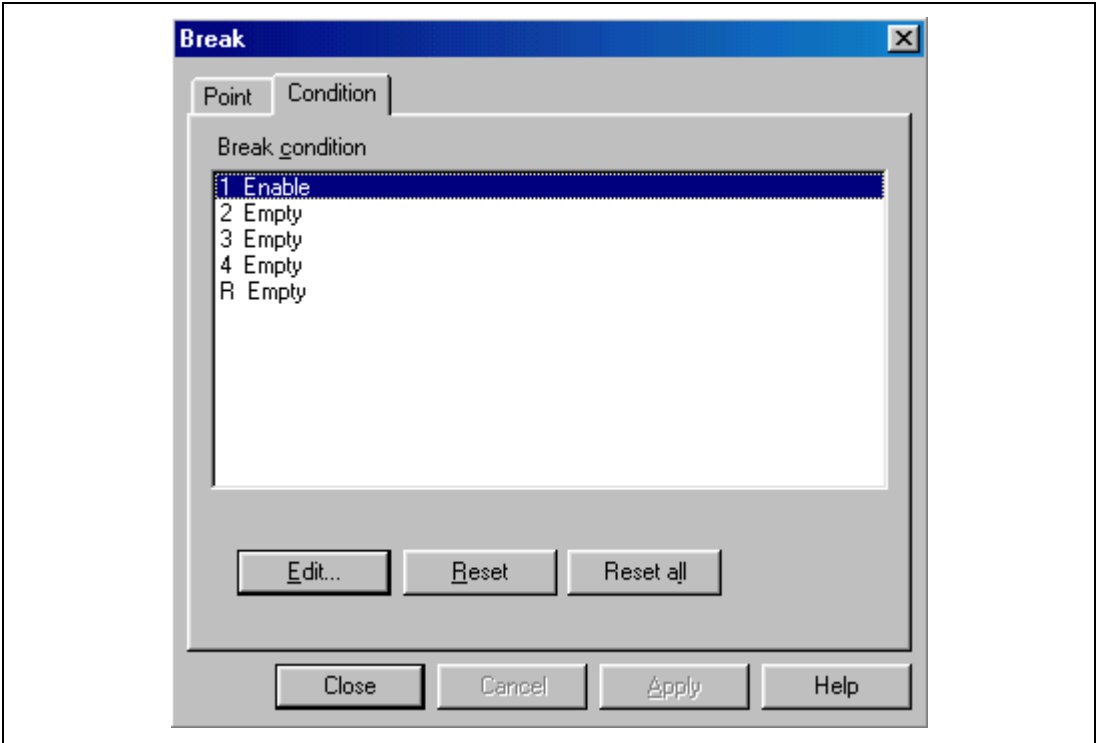 Break
Point Condition
Break condition
1 Enable
2 Empty
3 Empty
4 Empty
R Empty
Edit... Reset Reset all
Close Cancel Apply Help